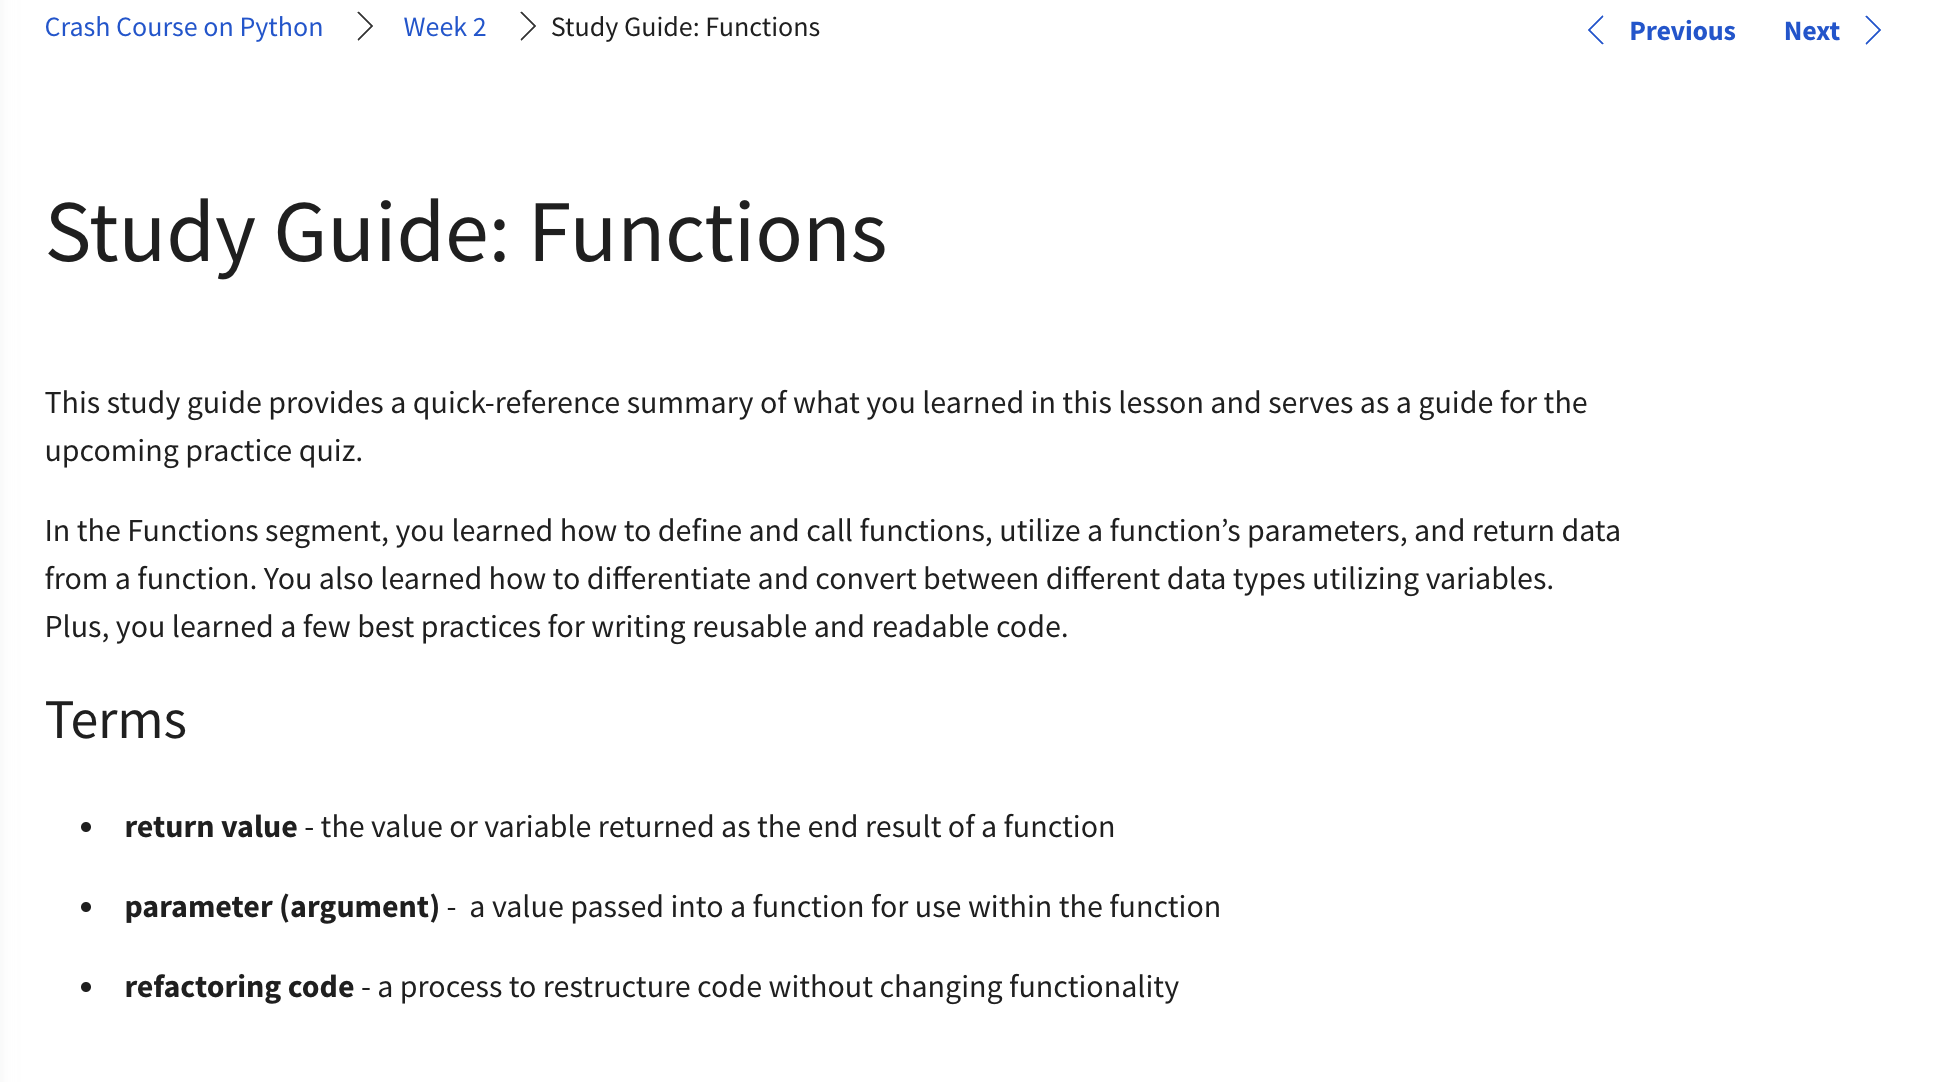 Crash Course on Python > Week 2 > Study Guide: Functions
Previous Next
Study Guide: Functions
This study guide provides a quick-reference summary of what you learned in this lesson and serves as a guide for the
upcoming practice quiz.
In the Functions segment, you learned how to define and call functions, utilize a function’s parameters, and return data
from a function. You also learned how to differentiate and convert between different data types utilizing variables.
Plus, you learned a few best practices for writing reusable and readable code.
Terms
• return value - the value or variable returned as the end result of a function
• parameter (argument) - a value passed into a function for use within the function
• refactoring code - a process to restructure code without changing functionality